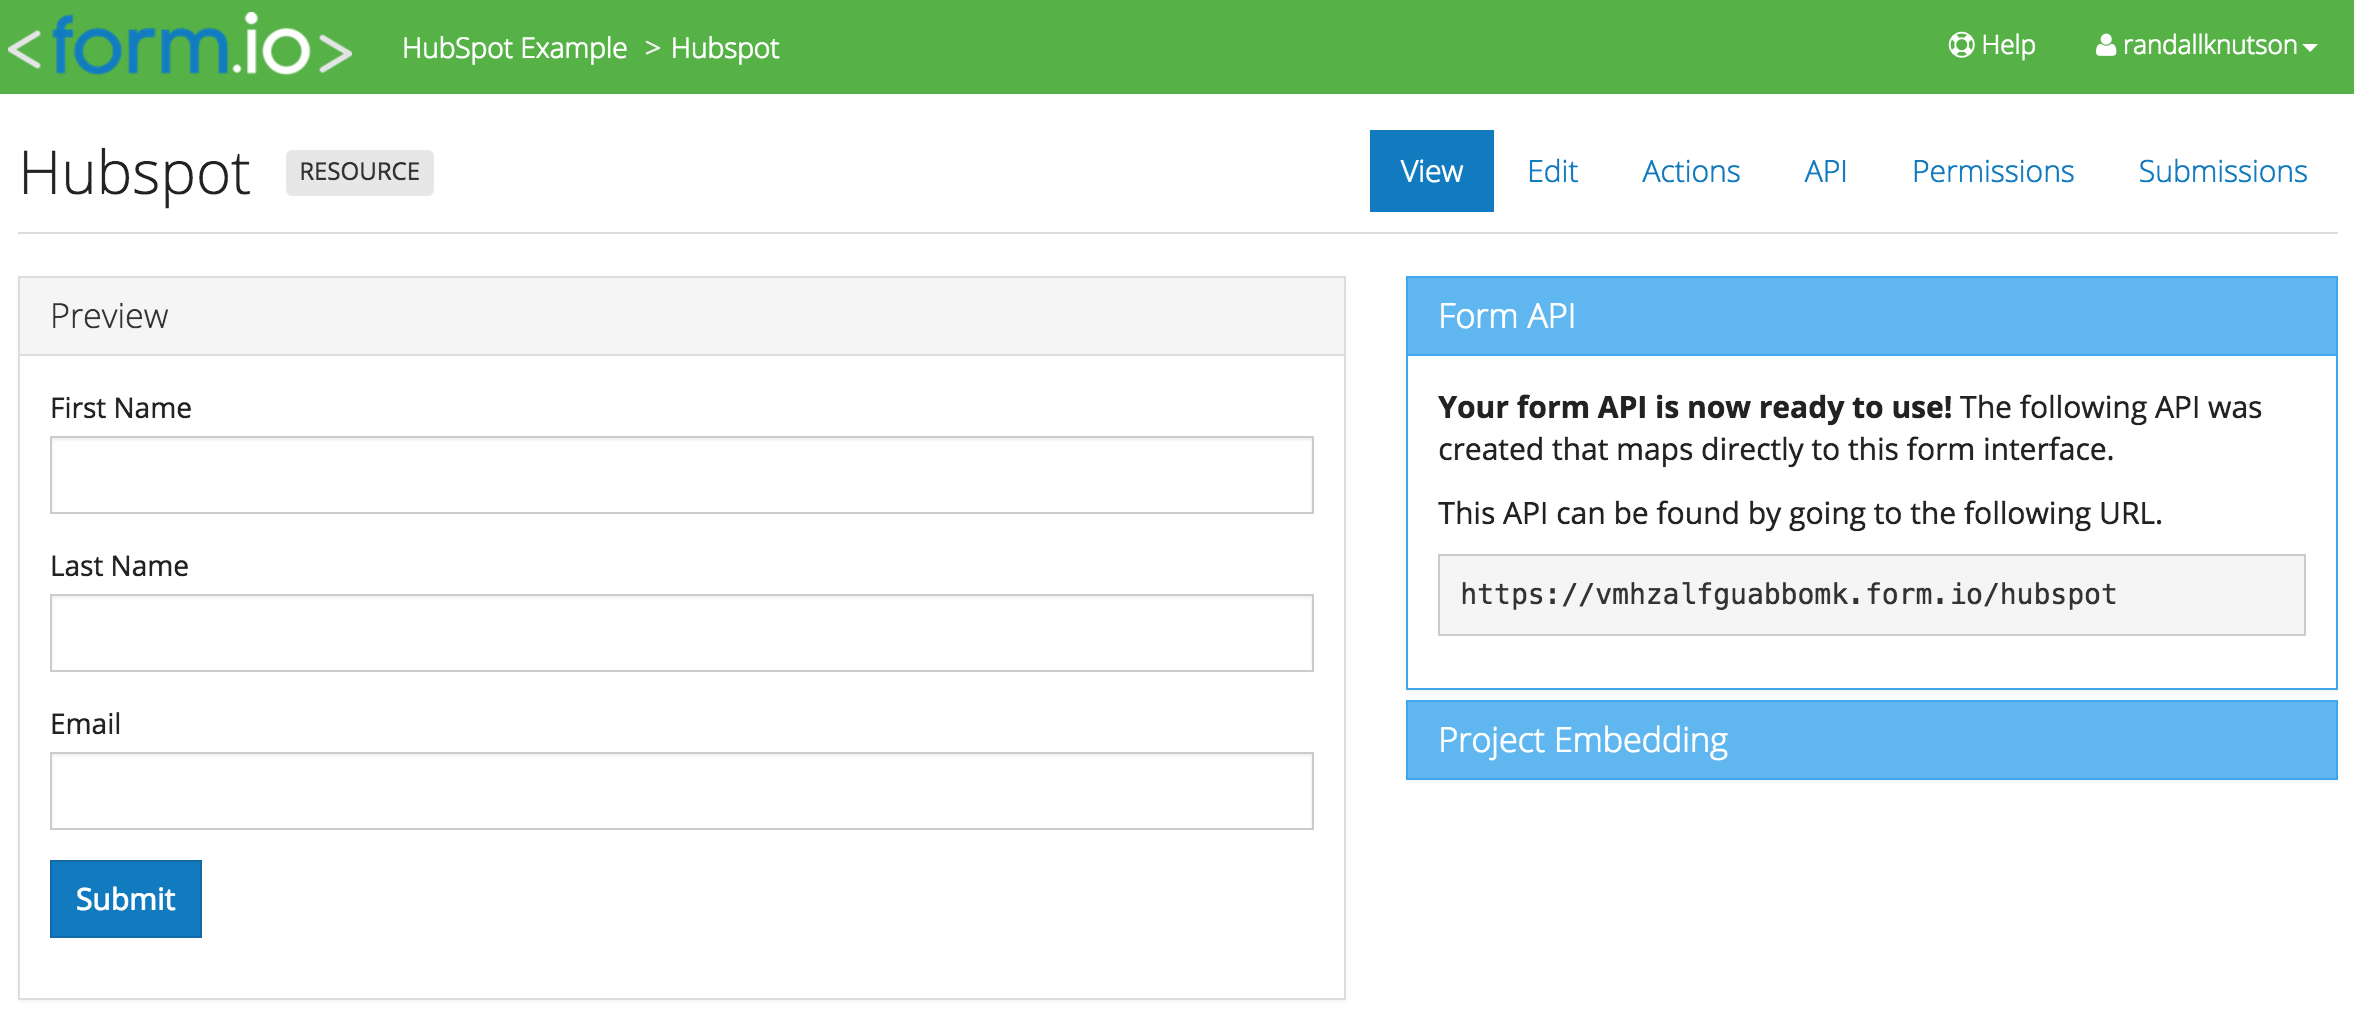 <form.io>
HubSpot Example > Hubspot
Help
randallknutson
Hubspot
RESOURCE
View
Edit
Actions
API
Permissions
Submissions
Preview
First Name
Last Name
Email
Submit
Form API
Your form API is now ready to use! The following API was
created that maps directly to this form interface.
This API can be found by going to the following URL.
https://vmhzalfguabbomk.form.io/hubspot
Project Embedding